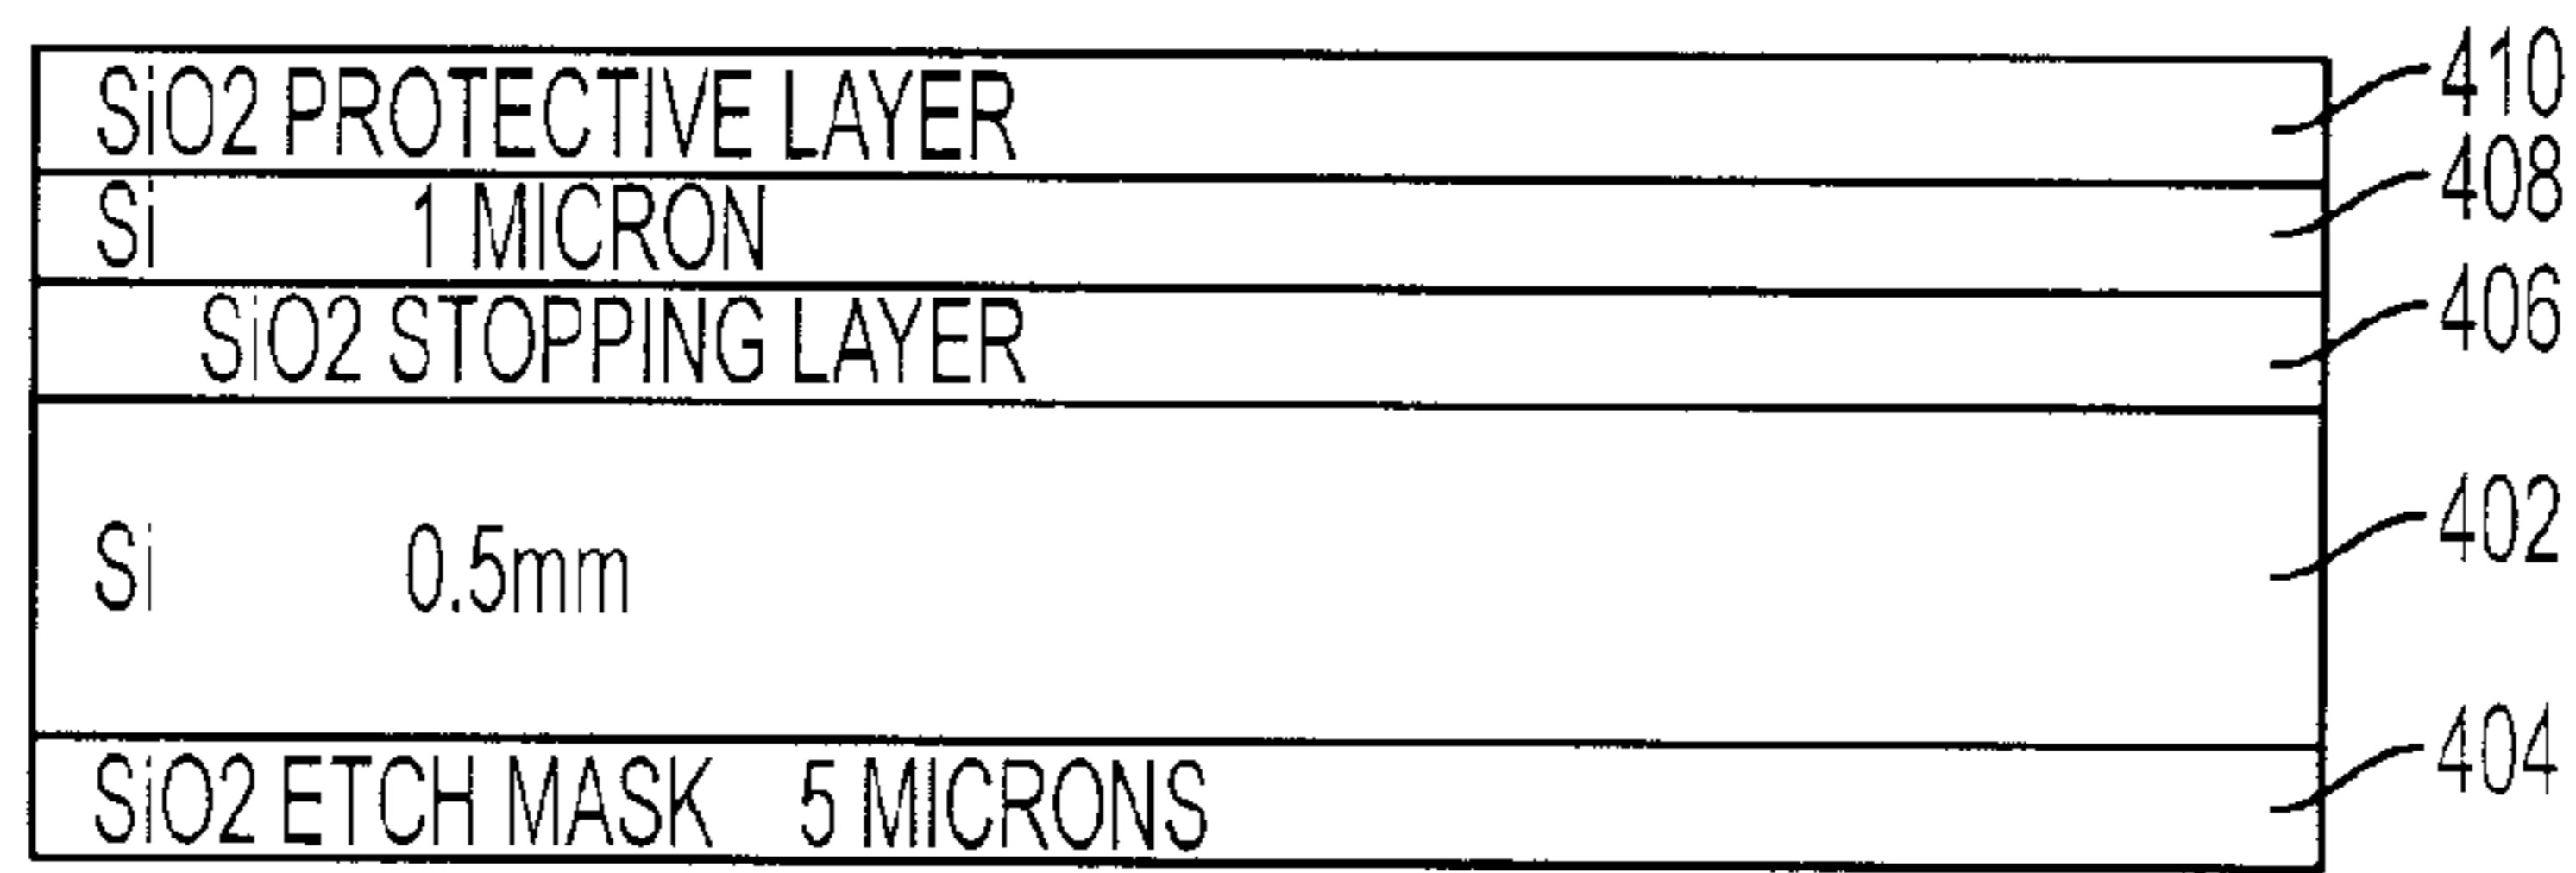 SiO2 PROTECTIVE LAYER 410
Si 1 MICRON 408
SiO2 STOPPING LAYER 406
Si 0.5mm 402
SiO2 ETCH MASK 5 MICRONS 404